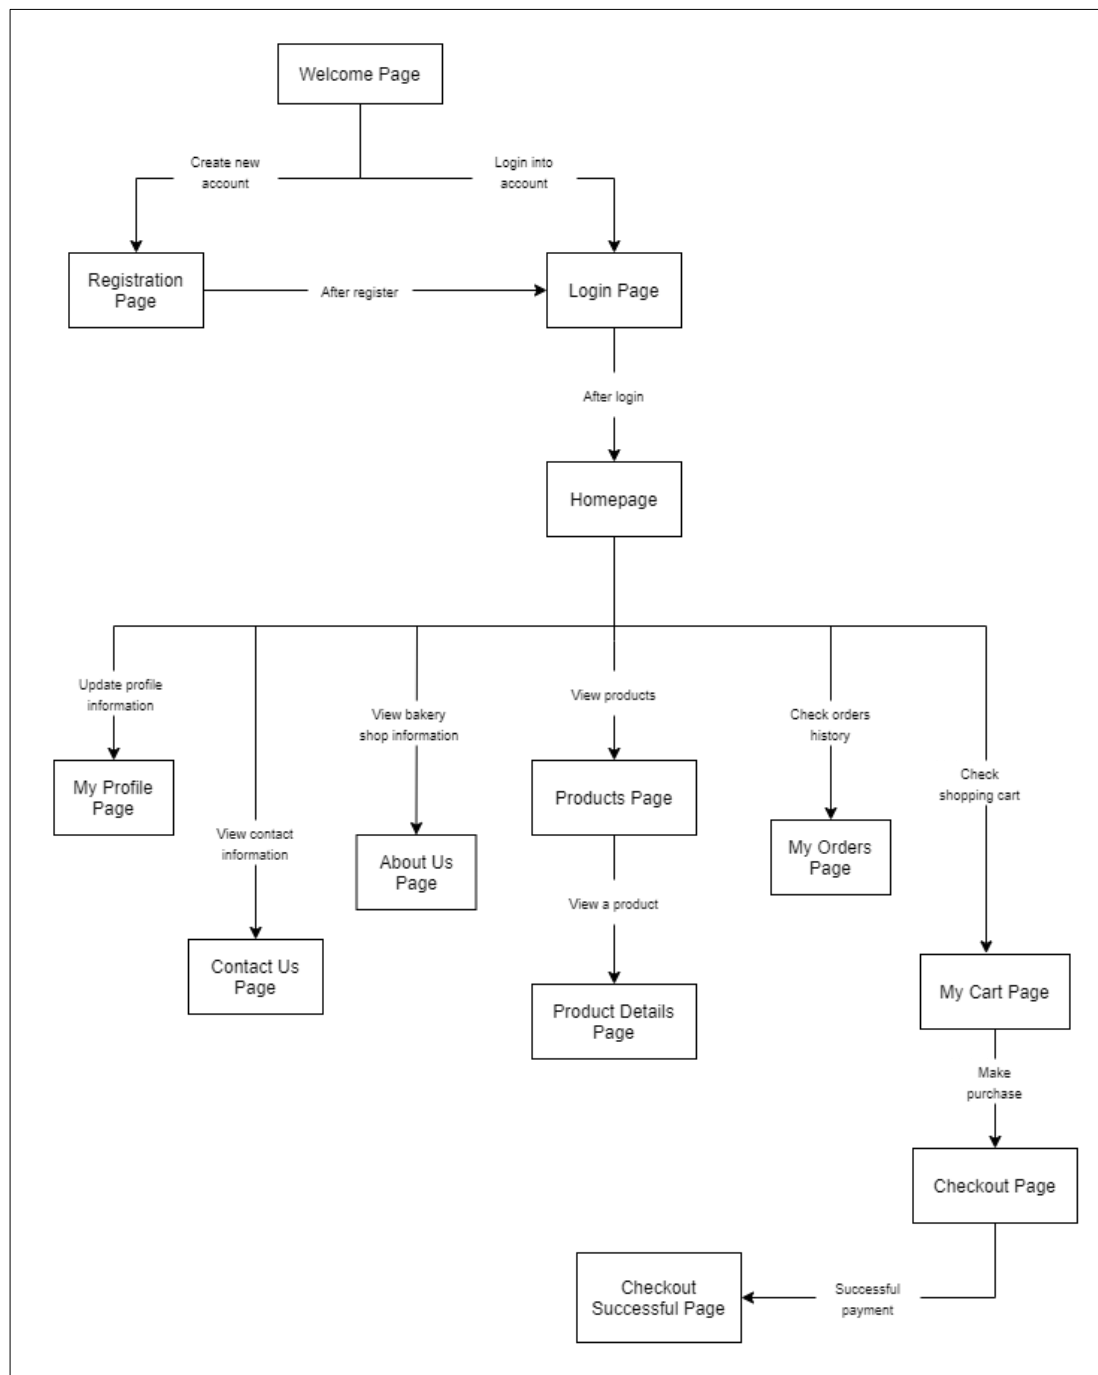 Welcome Page
Create new
account
Login into
account
Registration
Page
After register
Login Page
After login
Homepage
Update profile
information
View contact
information
View bakery
shop information
View products
Check orders
history
Check
shopping cart
My Profile
Page
Contact Us
Page
About Us
Page
Products Page
View a product
Product Details
Page
My Orders
Page
My Cart Page
Make
purchase
Checkout Page
Successful
payment
Checkout
Successful Page